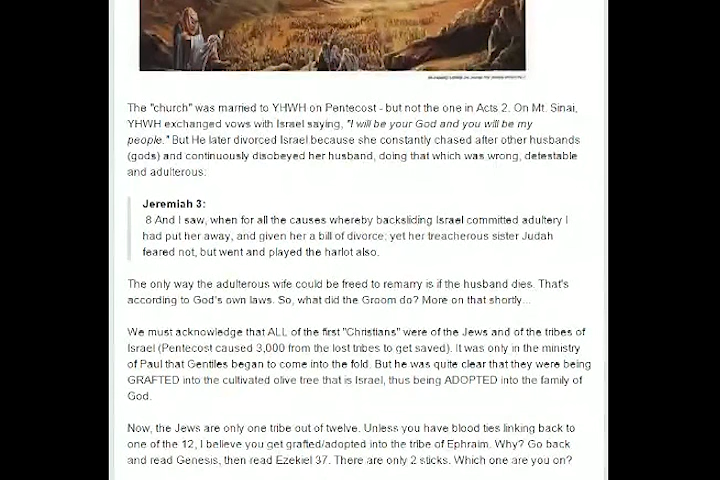 The "church" was married to YHWH on Pentecost - but not the one in Acts 2. On Mt. Sinai,
YHWH exchanged vows with Israel saying, "I will be your God and you will be my
people." But He later divorced Israel because she constantly chased after other husbands
(gods) and continuously disobeyed her husband, doing that which was wrong, detestable
and adulterous:
Jeremiah 3:
8 And I saw, when for all the causes whereby backsliding Israel committed adultery I
had put her away, and given her a bill of divorce; yet her treacherous sister Judah
feared not, but went and played the harlot also.
The only way the adulterous wife could be freed to remarry is if the husband dies. That's
according to God's own laws. So, what did the Groom do? More on that shortly...
We must acknowledge that ALL of the first "Christians" were of the Jews and of the tribes of
Israel (Pentecost caused 3,000 from the lost tribes to get saved). It was only in the ministry
of Paul that Gentiles began to come into the fold. But he was quite clear that they were being
GRAFTED into the cultivated olive tree that is Israel, thus being ADOPTED into the family of
God.
Now, the Jews are only one tribe out of twelve. Unless you have blood ties linking back to
one of the 12, I believe you get grafted/adopted into the tribe of Ephraim. Why? Go back
and read Genesis, then read Ezekiel 37. There are only 2 sticks. Which one are you on?